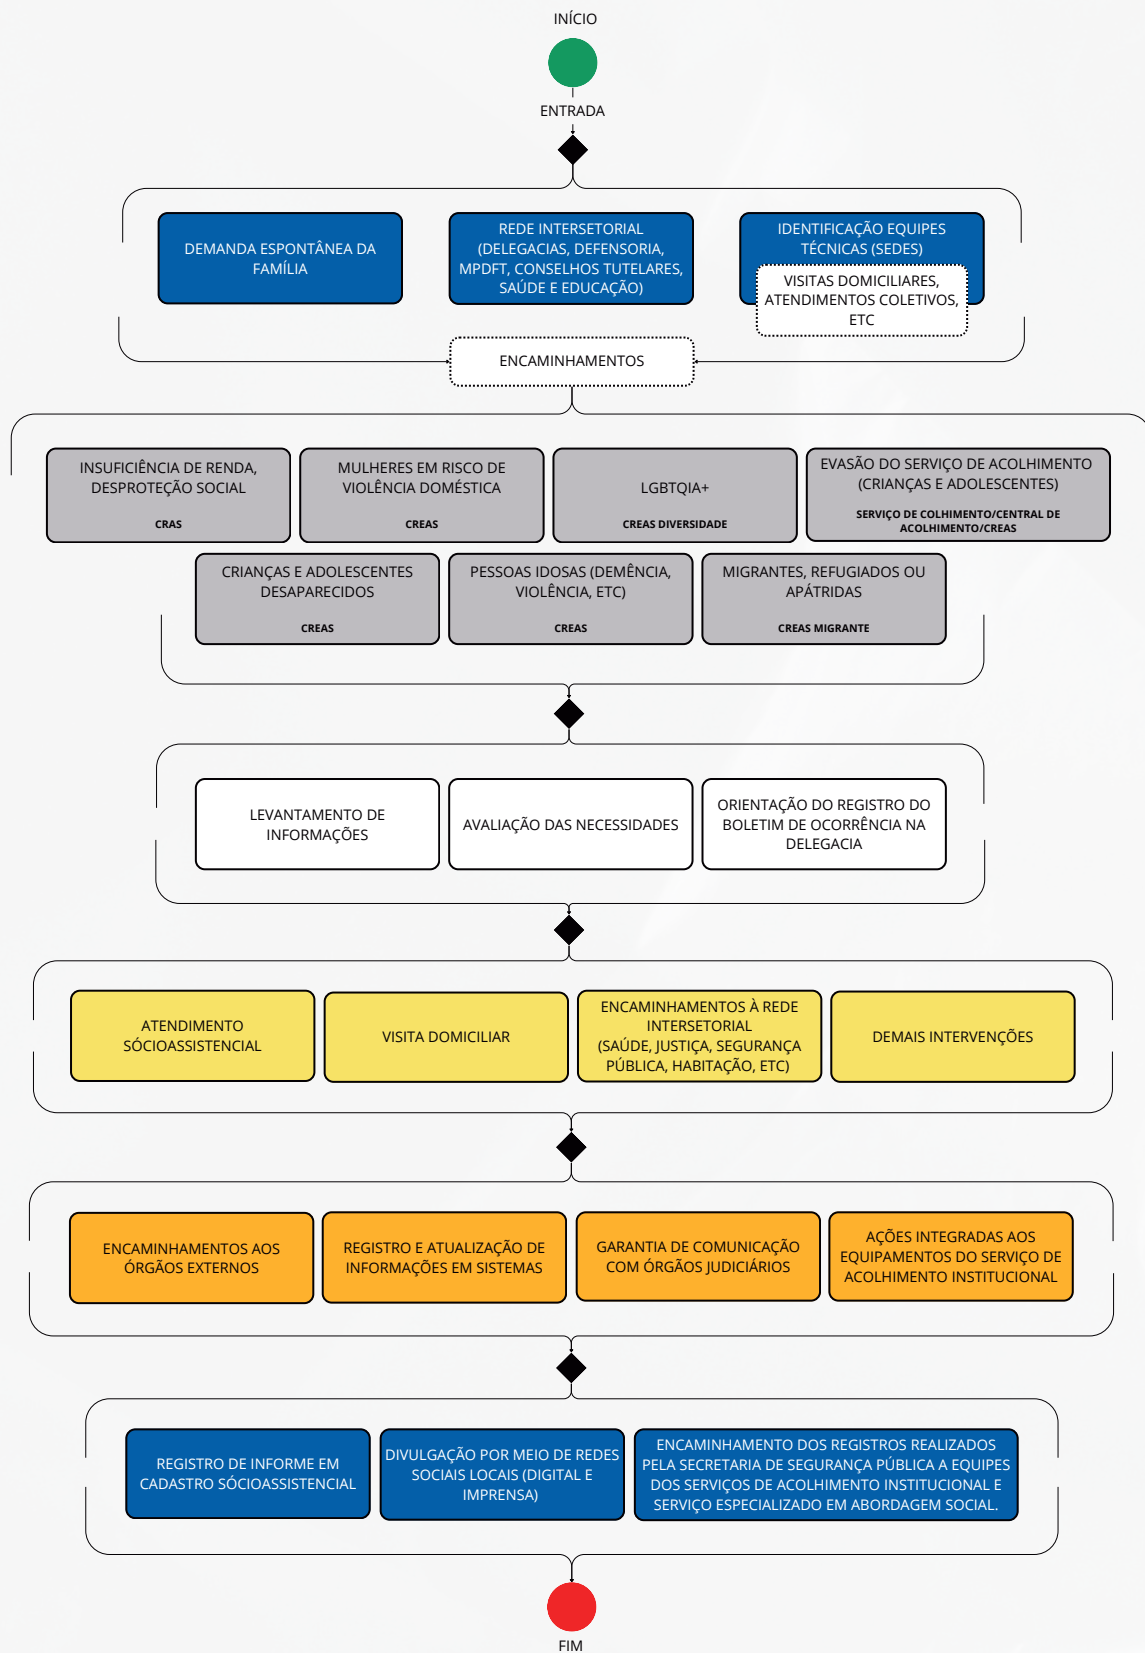 INÍCIO
ENTRADA
DEMANDA ESPONTÂNEA DA
FAMÍLIA
REDE INTERSETORIAL
(DELEGACIAS, DEFENSORIA,
MPDFT, CONSELHOS TUTELARES,
SAÚDE E EDUCAÇÃO)
IDENTIFICAÇÃO EQUIPES
TÉCNICAS (SEDES)
VISITAS DOMICILIARES,
ATENDIMENTOS COLETIVOS,
ETC
ENCAMINHAMENTOS
INSUFICIÊNCIA DE RENDA,
DESPROTEÇÃO SOCIAL
CRAS
MULHERES EM RISCO DE
VIOLÊNCIA DOMÉSTICA
CREAS
LGBTQIA+
CREAS DIVERSIDADE
EVASÃO DO SERVIÇO DE ACOLHIMENTO
(CRIANÇAS E ADOLESCENTES)
SERVIÇO DE COLHIMENTO/CENTRAL DE
ACOLHIMENTO/CREAS
CRIANÇAS E ADOLESCENTES
DESAPARECIDOS
CREAS
PESSOAS IDOSAS (DEMÊNCIA,
VIOLÊNCIA, ETC)
CREAS
MIGRANTES, REFUGIADOS OU
APÁTRIDAS
CREAS MIGRANTE
LEVANTAMENTO DE
INFORMAÇÕES
AVALIAÇÃO DAS NECESSIDADES
ORIENTAÇÃO DO REGISTRO DO
BOLETIM DE OCORRÊNCIA NA
DELEGACIA
ATENDIMENTO
SÓCIOASSISTENCIAL
VISITA DOMICILIAR
ENCAMINHAMENTOS À REDE
INTERSETORIAL
(SAÚDE, JUSTIÇA, SEGURANÇA
PÚBLICA, HABITAÇÃO, ETC)
DEMAIS INTERVENÇÕES
ENCAMINHAMENTOS AOS
ÓRGÃOS EXTERNOS
REGISTRO E ATUALIZAÇÃO DE
INFORMAÇÕES EM SISTEMAS
GARANTIA DE COMUNICAÇÃO
COM ÓRGÃOS JUDICIÁRIOS
AÇÕES INTEGRADAS AOS
EQUIPAMENTOS DO SERVIÇO DE
ACOLHIMENTO INSTITUCIONAL
REGISTRO DE INFORME EM
CADASTRO SÓCIOASSISTENCIAL
DIVULGAÇÃO POR MEIO DE REDES
SOCIAIS LOCAIS (DIGITAL E
IMPRENSA)
ENCAMINHAMENTO DOS REGISTROS REALIZADOS
PELA SECRETARIA DE SEGURANÇA PÚBLICA A EQUIPES
DOS SERVIÇOS DE ACOLHIMENTO INSTITUCIONAL E
SERVIÇO ESPECIALIZADO EM ABORDAGEM SOCIAL.
FIM